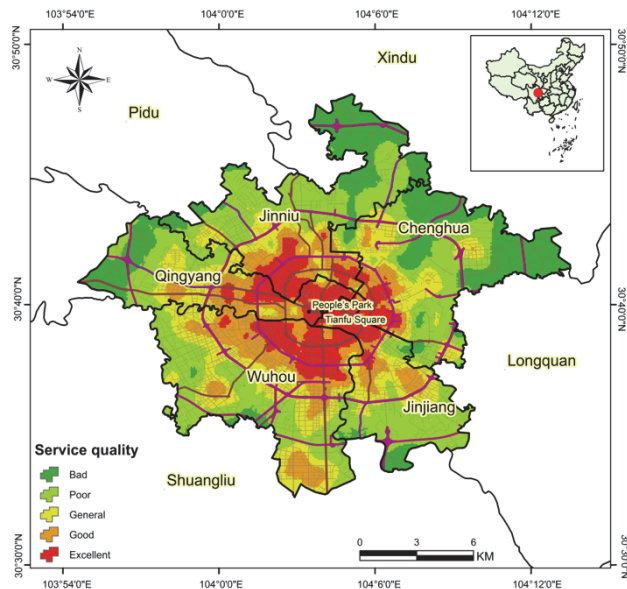 103°54'0"E 104°0'0"E 104°6'0"E 104°12'0"E
30°50'0"N
30°50'0"N
N
W E
S
Xindu
Pidu
Jinniu
Chenghua
Qingyang
30°40'0"N
30°40'0"N
People's Park
Tianfu Square
Longquan
Wuhou
Jinjiang
Shuangliu
Service quality
Bad
Poor
General
Good
Excellent
0 3 6
KM
30°30'0"N
30°30'0"N
103°54'0"E 104°0'0"E 104°6'0"E 104°12'0"E